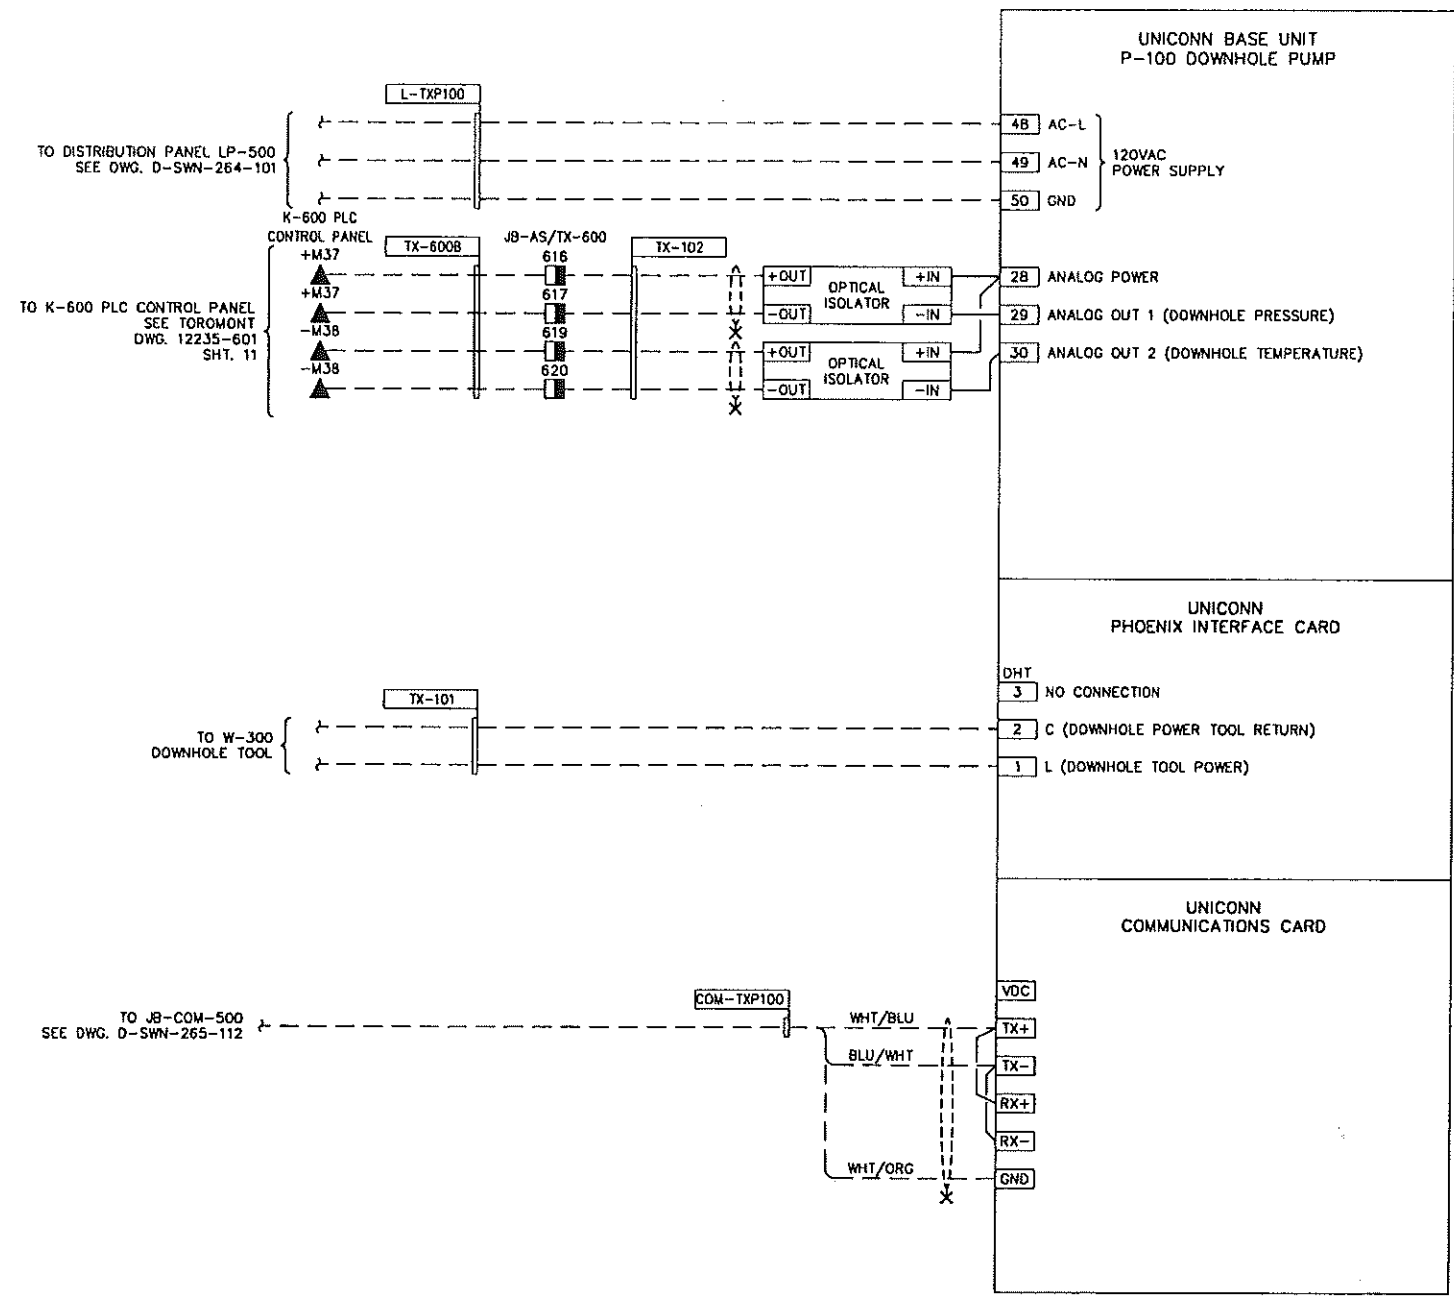 UNICONN BASE UNIT
P-100 DOWNHOLE PUMP
L-TXP100
TO DISTRIBUTION PANEL LP-500
SEE DWG. D-SWN-264-101
48 AC-L
49 AC-N
50 GND
120VAC
POWER SUPPLY
K-600 PLC
CONTROL PANEL
TX-600B
JB-AS/TX-600
TX-102
+M37
616
+M37
617
-M38
619
-M38
620
TO K-600 PLC CONTROL PANEL
SEE TOROMONT
DWG. 12235-601
SHT. 11
+OUT
OPTICAL
ISOLATOR
+IN
-OUT
-IN
+OUT
OPTICAL
ISOLATOR
+IN
-OUT
-IN
28 ANALOG POWER
29 ANALOG OUT 1 (DOWNHOLE PRESSURE)
30 ANALOG OUT 2 (DOWNHOLE TEMPERATURE)
UNICONN
PHOENIX INTERFACE CARD
DHT
3 NO CONNECTION
2 C (DOWNHOLE POWER TOOL RETURN)
1 L (DOWNHOLE TOOL POWER)
TX-101
TO W-300
DOWNHOLE TOOL
UNICONN
COMMUNICATIONS CARD
COM-TXP100
TO JB-COM-500
SEE DWG. D-SWN-265-112
WHT/BLU
BLU/WHT
WHT/ORG
VDC
TX+
TX-
RX+
RX-
GND